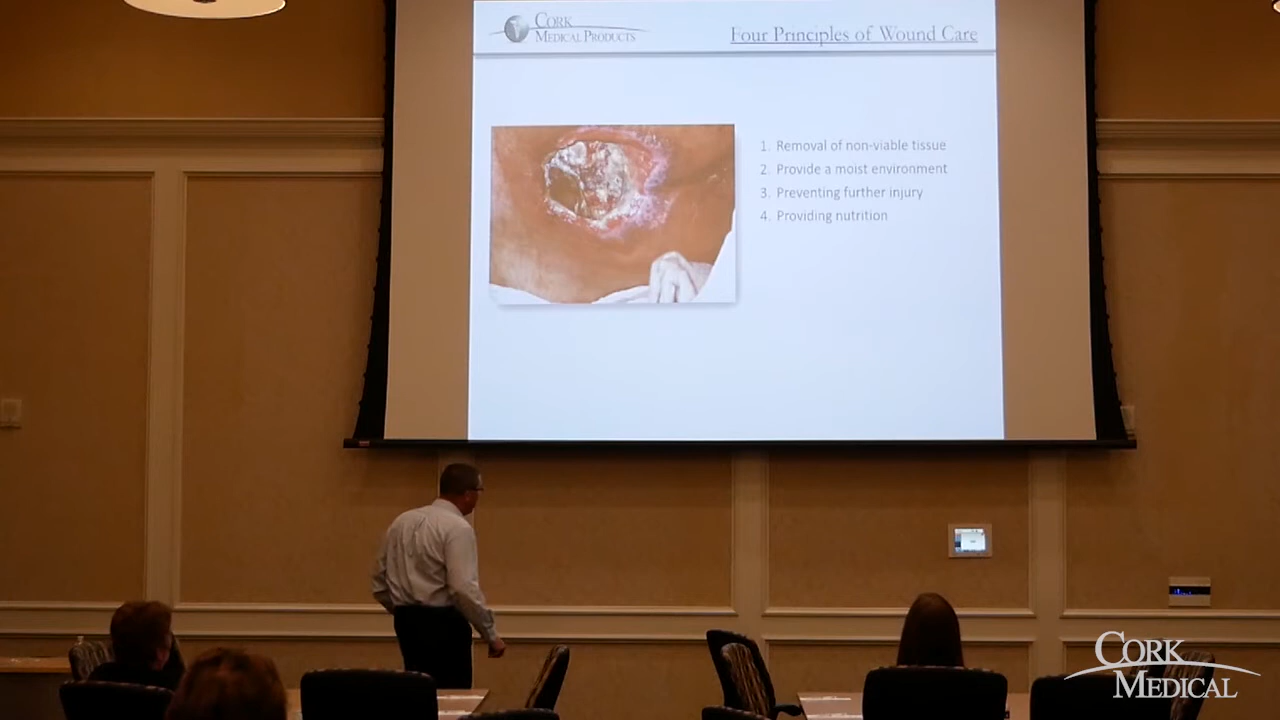 CORK
MEDICAL PRODUCTS
Four Principles of Wound Care
1. Removal of non-viable tissue
2. Provide a moist environment
3. Preventing further injury
4. Providing nutrition
CORK
MEDICAL